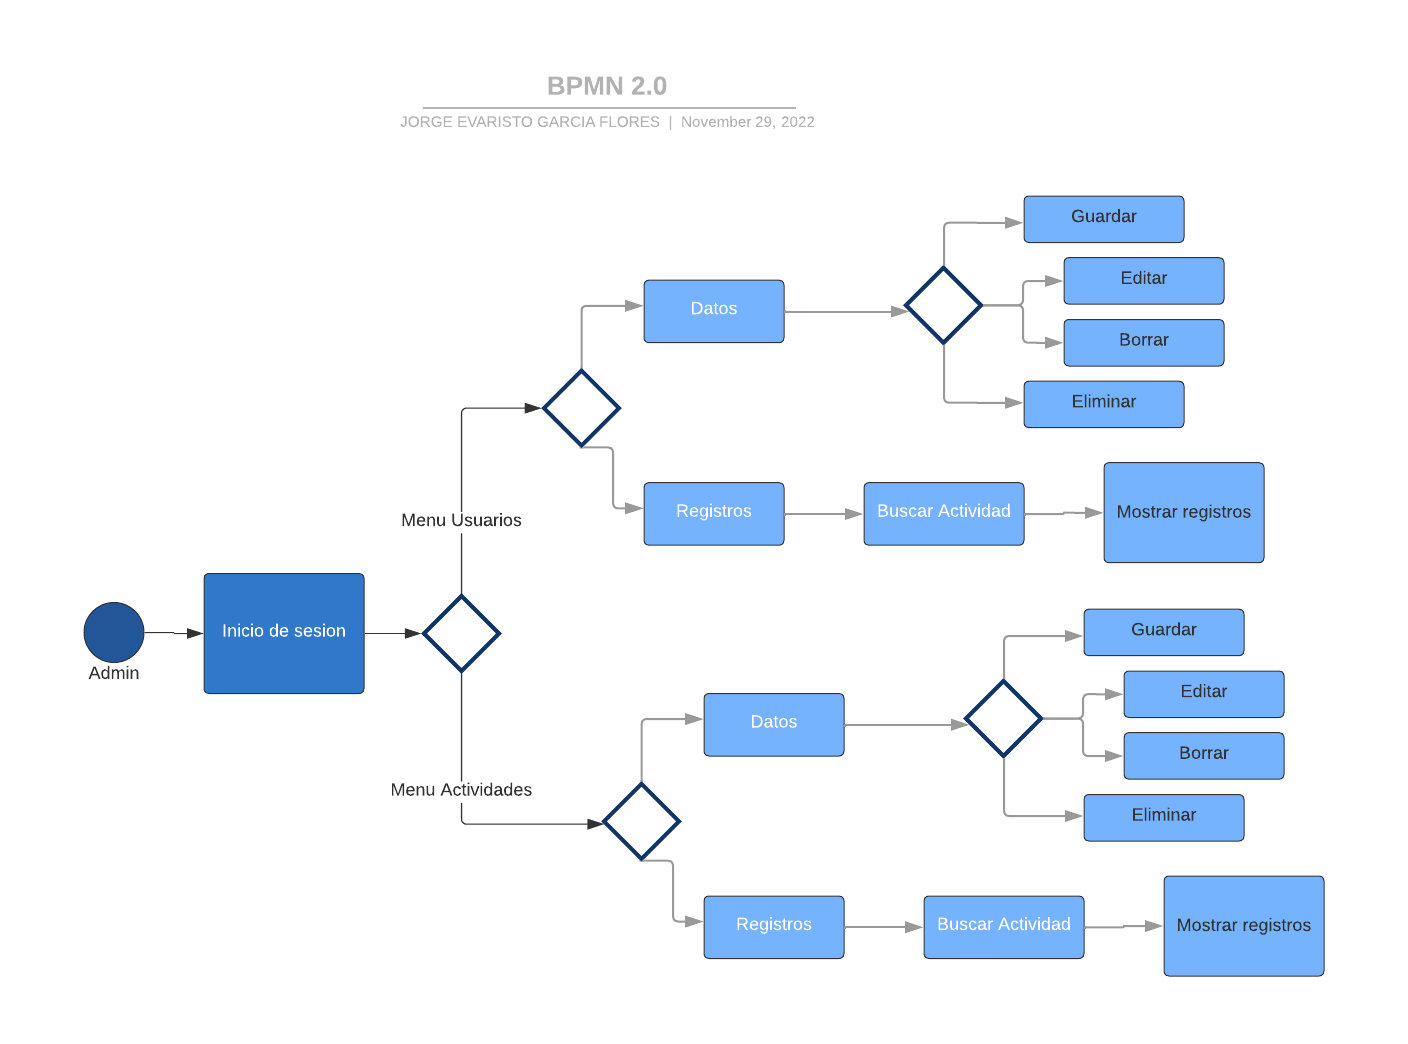 BPMN 2.0
JORGE EVARISTO GARCIA FLORES | November 29, 2022
Guardar
Editar
Datos
Borrar
Eliminar
Registros
Buscar Actividad
Mostrar registros
Menu Usuarios
Inicio de sesion
Admin
Guardar
Editar
Datos
Borrar
Menu Actividades
Eliminar
Registros
Buscar Actividad
Mostrar registros